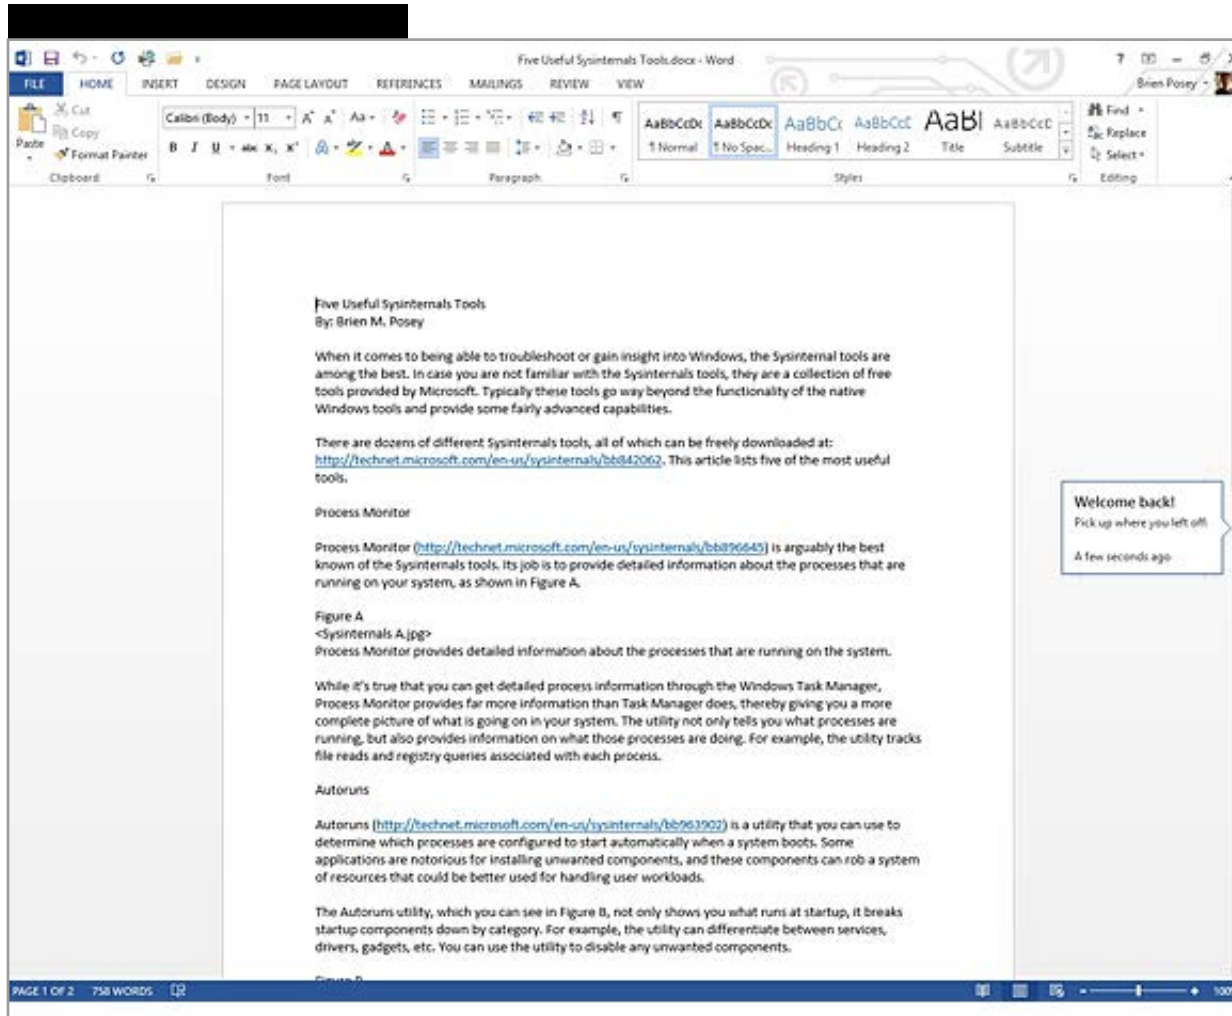 Five Useful Sysinternals Tools.docx - Word
FILE HOME INSERT DESIGN PAGE LAYOUT REFERENCES MAILINGS REVIEW VIEW Brien Posey
Paste
Cut
Copy
Format Painter
Clipboard
Calibri (Body) 11
Font
Paragraph
AaBbCcDc AaBbCcDc AaBbCc AaBbCcC AaBl AaBbCcC
¶ Normal ¶ No Spac... Heading 1 Heading 2 Title Subtitle
Styles
Find
Replace
Select
Editing
Five Useful Sysinternals Tools
By: Brien M. Posey
When it comes to being able to troubleshoot or gain insight into Windows, the Sysinternal tools are
among the best. In case you are not familiar with the Sysinternals tools, they are a collection of free
tools provided by Microsoft. Typically these tools go way beyond the functionality of the native
Windows tools and provide some fairly advanced capabilities.
There are dozens of different Sysinternals tools, all of which can be freely downloaded at:
http://technet.microsoft.com/en-us/sysinternals/bb842062. This article lists five of the most useful
tools.
Process Monitor
Process Monitor (http://technet.microsoft.com/en-us/sysinternals/bb896645) is arguably the best
known of the Sysinternals tools. Its job is to provide detailed information about the processes that are
running on your system, as shown in Figure A.
Figure A
<Sysinternals A.jpg>
Process Monitor provides detailed information about the processes that are running on the system.
While it's true that you can get detailed process information through the Windows Task Manager,
Process Monitor provides far more information than Task Manager does, thereby giving you a more
complete picture of what is going on in your system. The utility not only tells you what processes are
running, but also provides information on what those processes are doing. For example, the utility tracks
file reads and registry queries associated with each process.
Autoruns
Autoruns (http://technet.microsoft.com/en-us/sysinternals/bb963902) is a utility that you can use to
determine which processes are configured to start automatically when a system boots. Some
applications are notorious for installing unwanted components, and these components can rob a system
of resources that could be better used for handling user workloads.
The Autoruns utility, which you can see in Figure B, not only shows you what runs at startup, it breaks
startup components down by category. For example, the utility can differentiate between services,
drivers, gadgets, etc. You can use the utility to disable any unwanted components.
Welcome back!
Pick up where you left off:
A few seconds ago
PAGE 1 OF 2 758 WORDS 100%